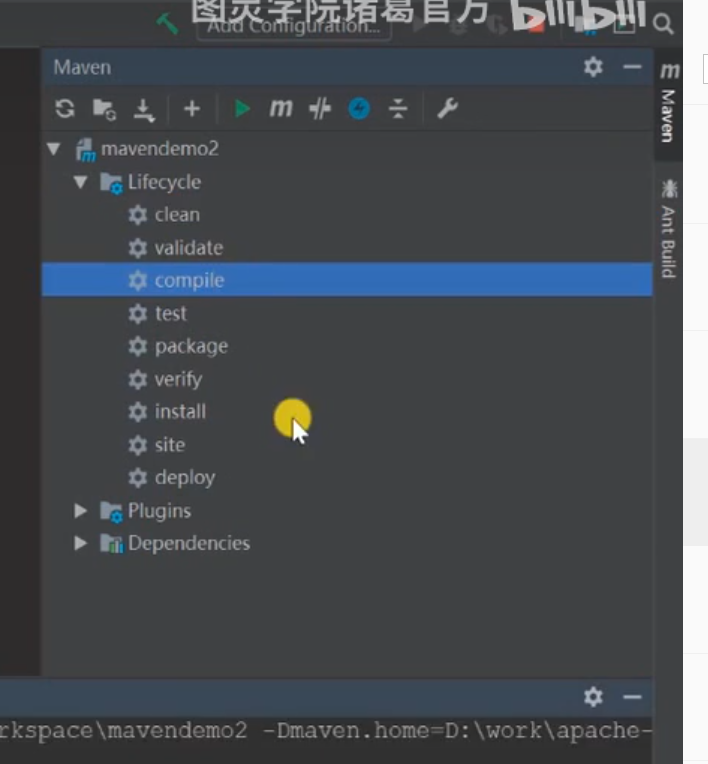 图灵学院诸葛官方 bilibili
Add Configuration...
Maven
mavendemo2
Lifecycle
clean
validate
compile
test
package
verify
install
site
deploy
Plugins
Dependencies
m
Maven
Ant Build
rkspace\mavendemo2 -Dmaven.home=D:\work\apache-